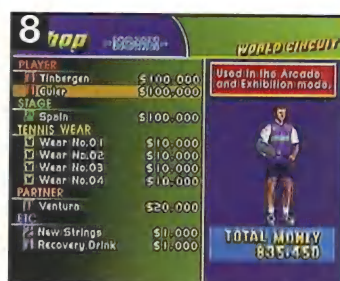 8
Shop
WORLD CIRCUIT
PLAYER
Tinbergen $100.000
Güler $100.000
STAGE
Spain $100.000
TENNIS WEAR
Wear No.01 $10.000
Wear No.02 $10.000
Wear No.03 $10.000
Wear No.04 $10.000
PARTNER
Ventura $20.000
ETC
New Strings $1.000
Recovery Drink $1.000
Used in the Arcade
and Exhibition mode.
TOTAL MONEY
835.450